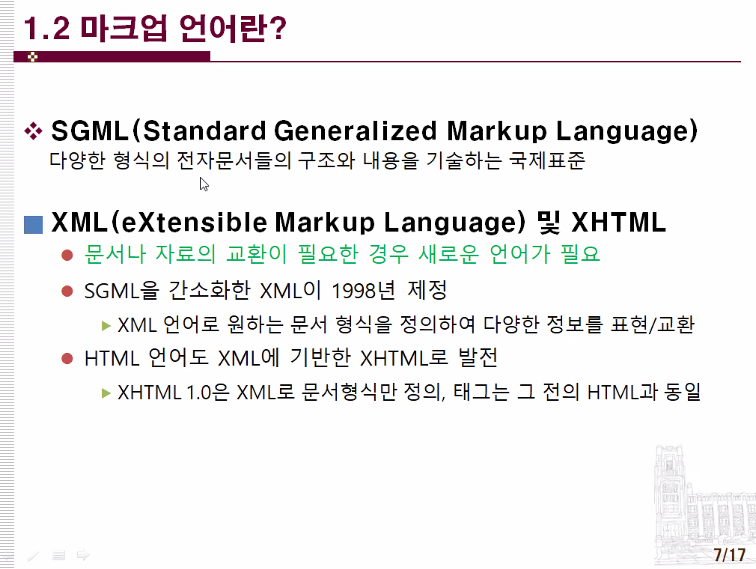 1.2 마크업 언어란?
SGML(Standard Generalized Markup Language)
다양한 형식의 전자문서들의 구조와 내용을 기술하는 국제표준
XML(eXtensible Markup Language) 및 XHTML
문서나 자료의 교환이 필요한 경우 새로운 언어가 필요
SGML을 간소화한 XML이 1998년 제정
XML 언어로 원하는 문서 형식을 정의하여 다양한 정보를 표현/교환
HTML 언어도 XML에 기반한 XHTML로 발전
XHTML 1.0은 XML로 문서형식만 정의, 태그는 그 전의 HTML과 동일
7/17